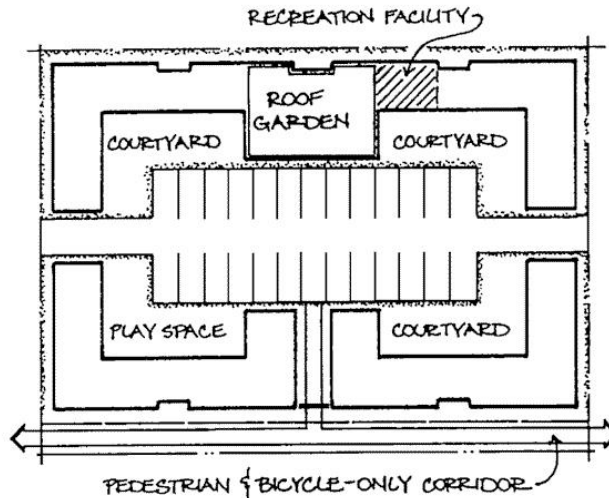 RECREATION FACILITY
ROOF
GARDEN
COURTYARD
COURTYARD
PLAY SPACE
COURTYARD
PEDESTRIAN & BICYCLE-ONLY CORRIDOR